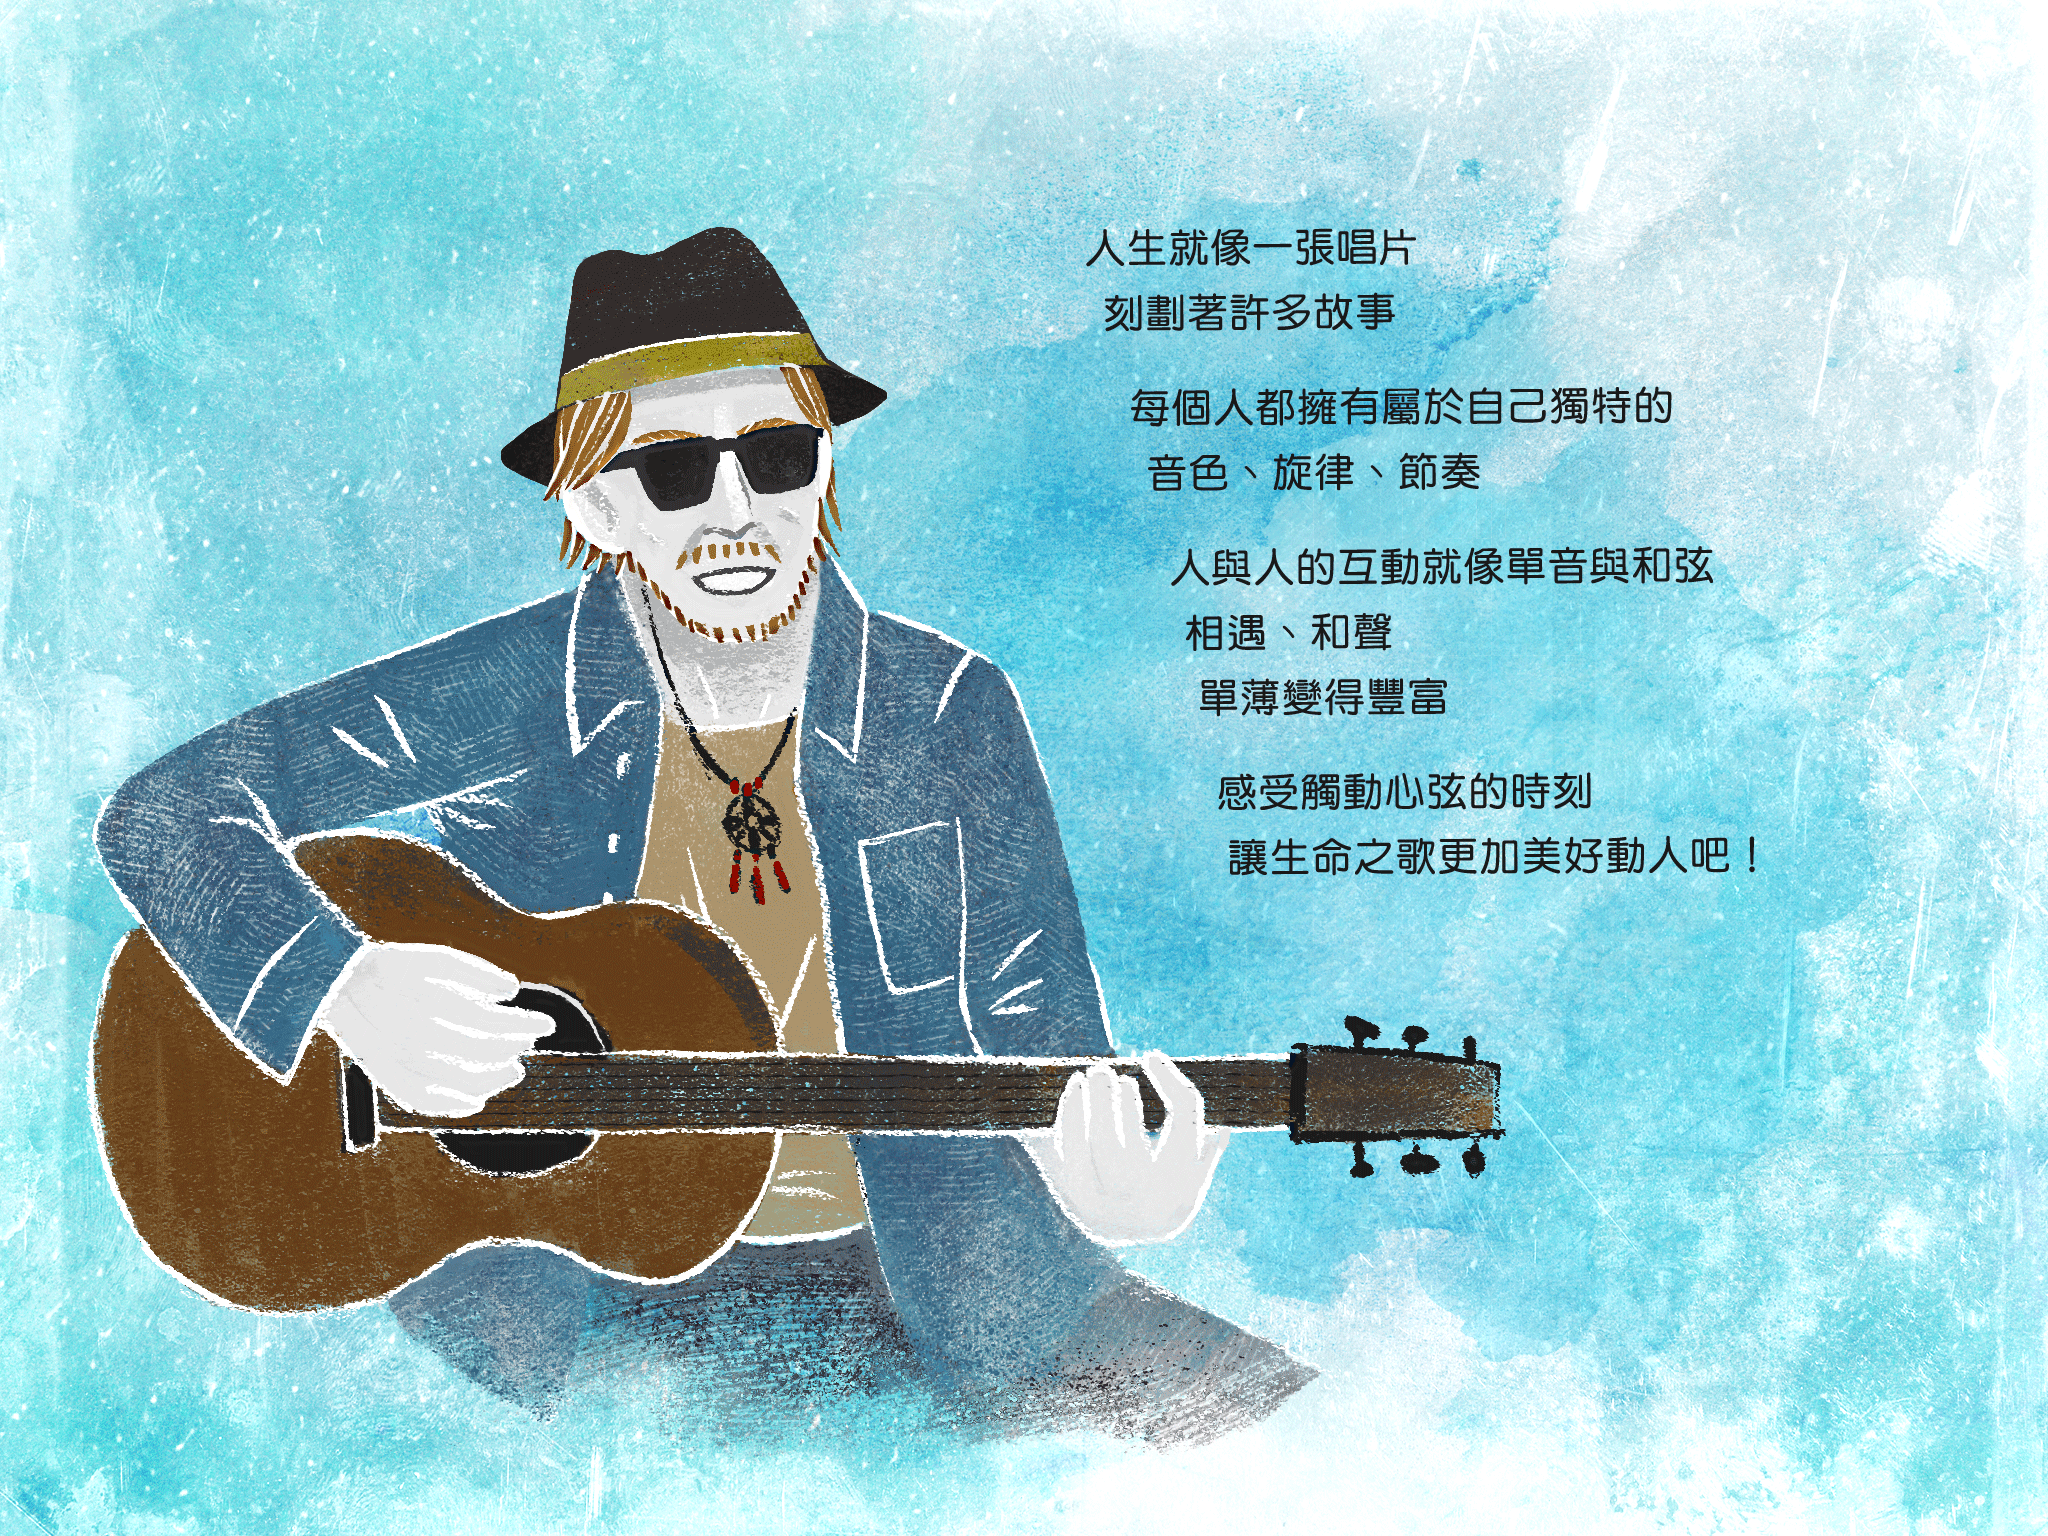 人生就像一張唱片
刻劃著許多故事
每個人都擁有屬於自己獨特的
音色、旋律、節奏
人與人的互動就像單音與和弦
相遇、和聲
單薄變得豐富
感受觸動心弦的時刻
讓生命之歌更加美好動人吧！